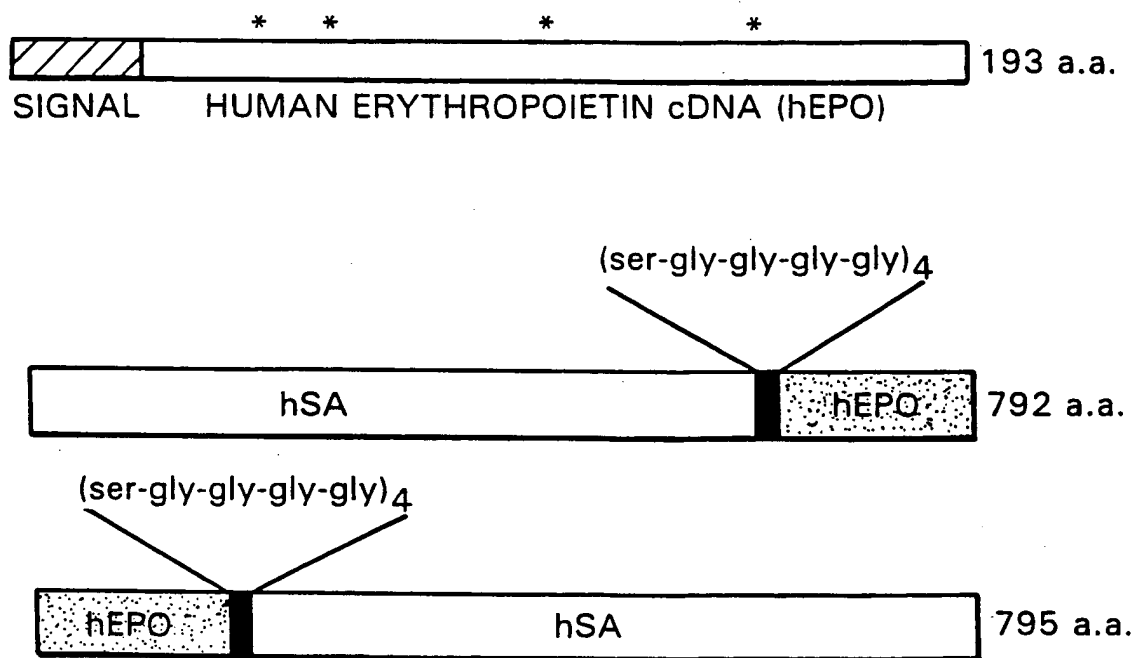 * * * *
193 a.a.
SIGNAL HUMAN ERYTHROPOIETIN cDNA (hEPO)
(ser-gly-gly-gly-gly)4
hSA hEPO 792 a.a.
(ser-gly-gly-gly-gly)4
hEPO hSA 795 a.a.